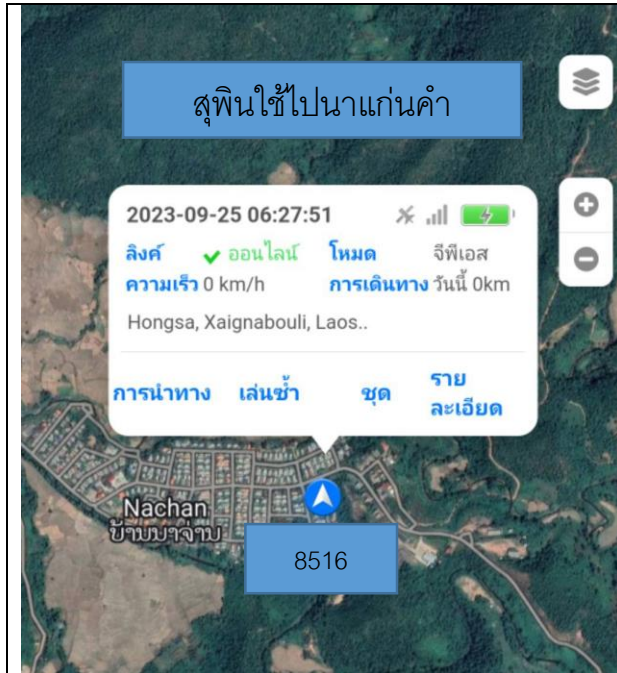 สุพินใช้ไปนาแก่นคำ
2023-09-25 06:27:51
ลิงค์ ออนไลน์ โหมด จีพีเอส
ความเร็ว 0 km/h การเดินทาง วันนี้ 0km
Hongsa, Xaignabouli, Laos..
การนำทาง เล่นซ้ำ ชุด ราย
ละเอียด
Nachan
ບ້ານນາຈ່ານ
8516